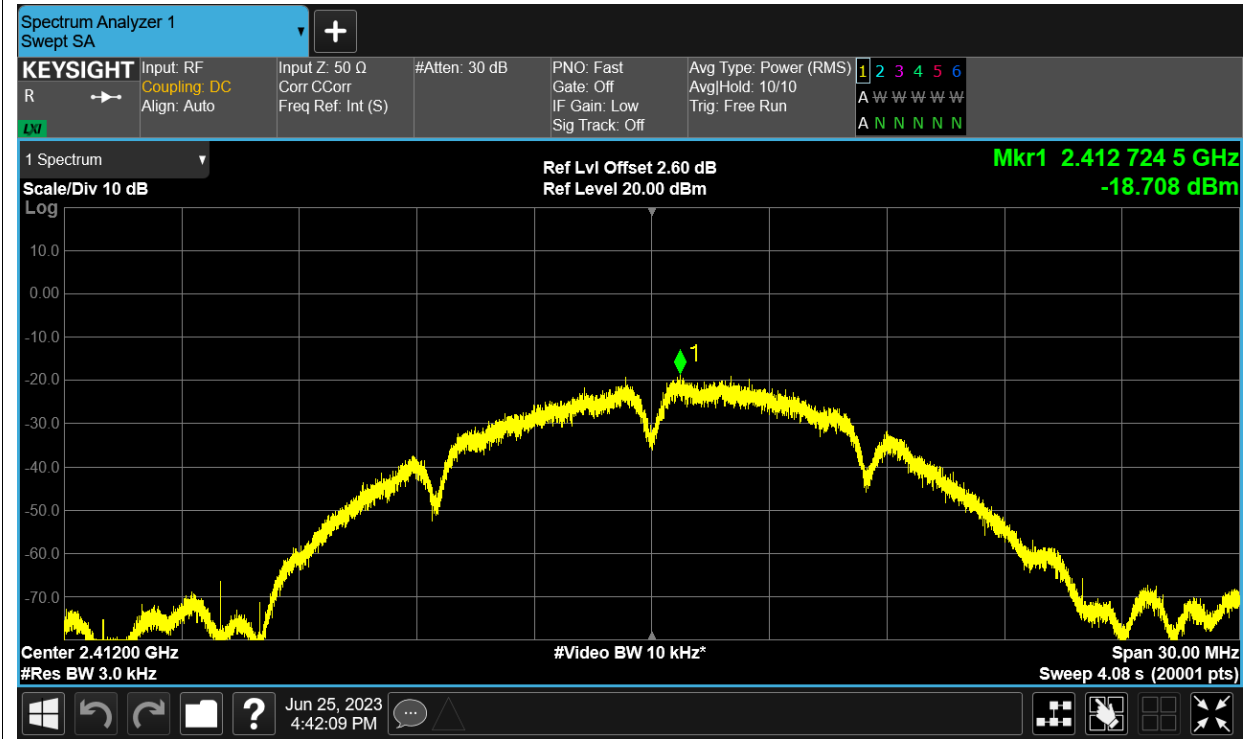 Spectrum Analyzer 1
Swept SA
▼
+
KEYSIGHT
R
LXI
Input: RF
Coupling: DC
Align: Auto
Input Z: 50 Ω
Corr CCorr
Freq Ref: Int (S)
#Atten: 30 dB
PNO: Fast
Gate: Off
IF Gain: Low
Sig Track: Off
Avg Type: Power (RMS)
Avg|Hold: 10/10
Trig: Free Run
1 2 3 4 5 6
A W W W W W
A N N N N N
1 Spectrum ▼
Scale/Div 10 dB
Ref Lvl Offset 2.60 dB
Ref Level 20.00 dBm
Mkr1 2.412 724 5 GHz
-18.708 dBm
Log
10.0
0.00
-10.0
-20.0
-30.0
-40.0
-50.0
-60.0
-70.0
1
Center 2.41200 GHz
#Res BW 3.0 kHz
#Video BW 10 kHz*
Span 30.00 MHz
Sweep 4.08 s (20001 pts)
?
Jun 25, 2023
4:42:09 PM